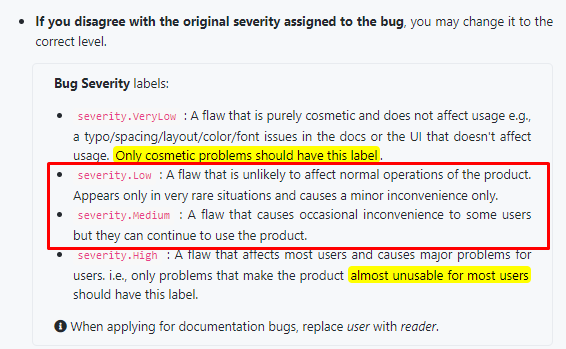 If you disagree with the original severity assigned to the bug, you may change it to the
correct level.
Bug Severity labels:
severity.VeryLow : A flaw that is purely cosmetic and does not affect usage e.g.,
a typo/spacing/layout/color/font issues in the docs or the UI that doesn't affect
usage. Only cosmetic problems should have this label.
severity.Low : A flaw that is unlikely to affect normal operations of the product.
Appears only in very rare situations and causes a minor inconvenience only.
severity.Medium : A flaw that causes occasional inconvenience to some users
but they can continue to use the product.
severity.High : A flaw that affects most users and causes major problems for
users. i.e., only problems that make the product almost unusable for most users
should have this label.
When applying for documentation bugs, replace user with reader.